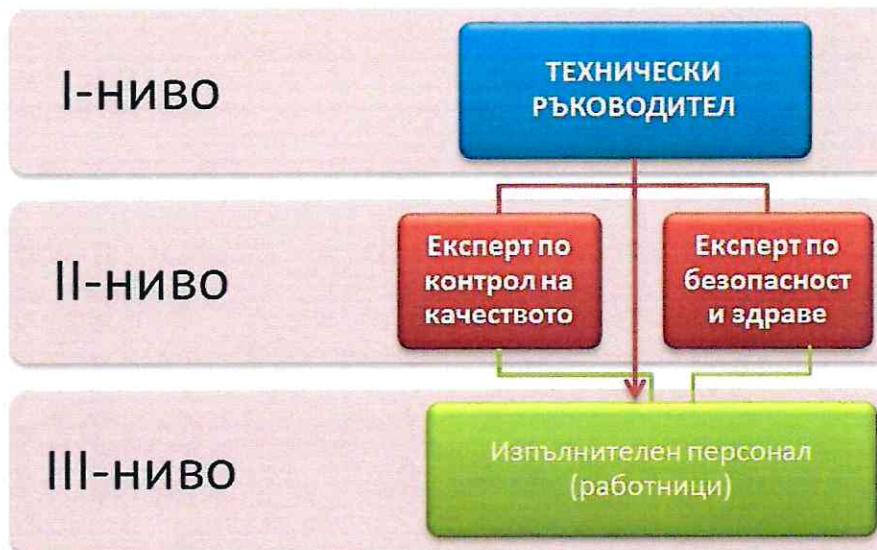 I-ниво
ТЕХНИЧЕСКИ
РЪКОВОДИТЕЛ
II-ниво
Експерт по
контрол на
качеството
Експерт по
безопасност
и здраве
III-ниво
Изпълнителен персонал
(работници)